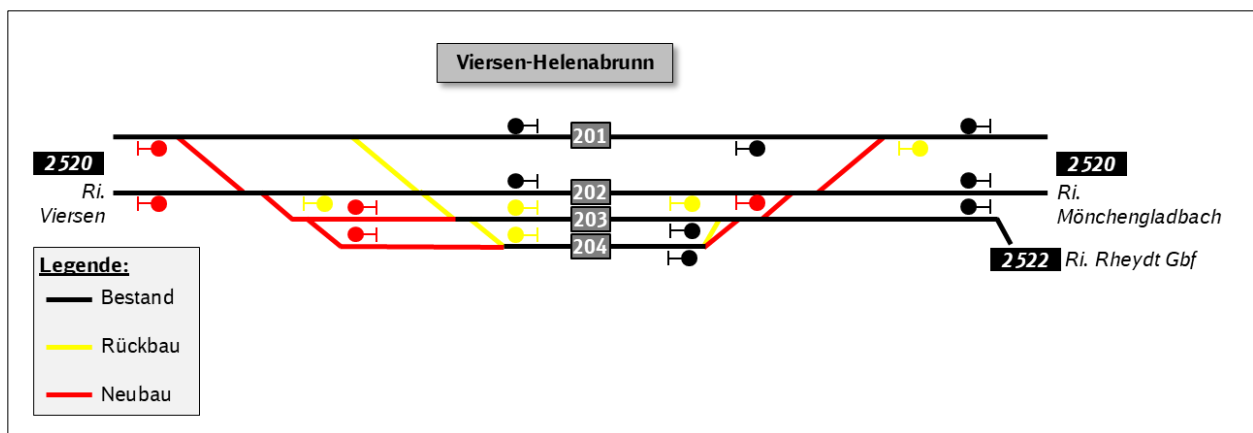 Viersen-Helenabrunn
201
2520
Ri.
Viersen
202
2520
Ri.
Mönchengladbach
203
204
2522 Ri. Rheydt Gbf
Legende:
Bestand
Rückbau
Neubau